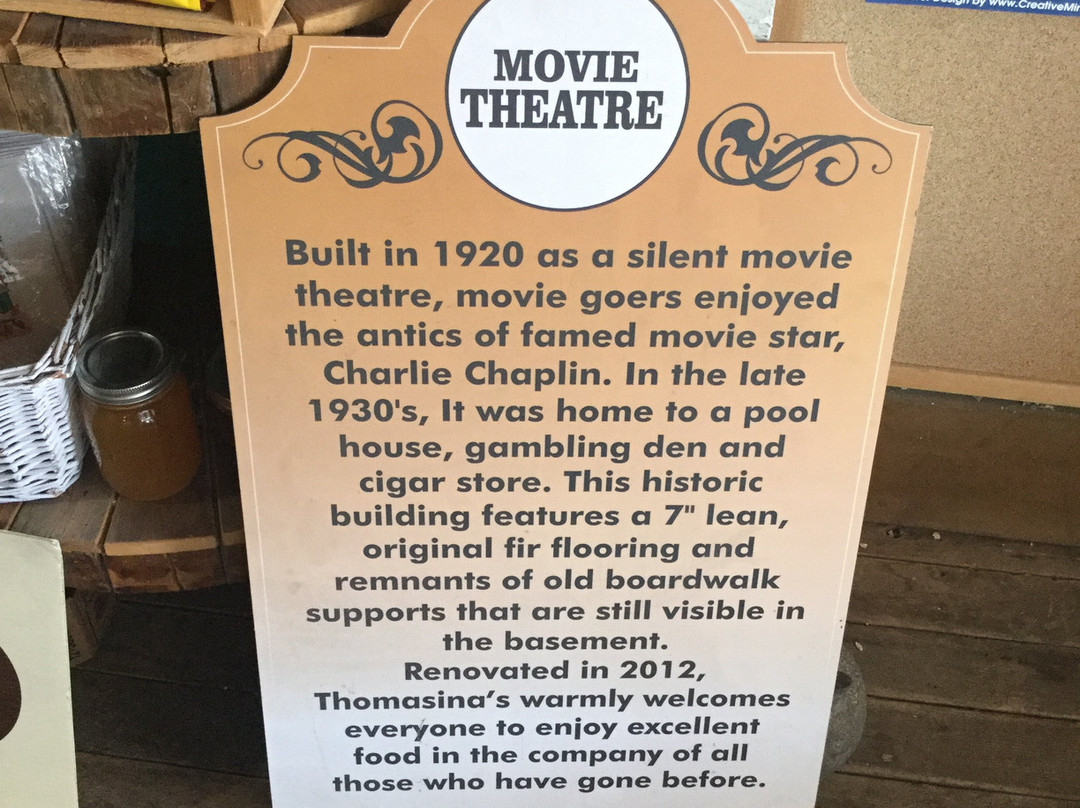 Design by www.CreativeMin
MOVIE
THEATRE
Built in 1920 as a silent movie
theatre, movie goers enjoyed
the antics of famed movie star,
Charlie Chaplin. In the late
1930's, It was home to a pool
house, gambling den and
cigar store. This historic
building features a 7" lean,
original fir flooring and
remnants of old boardwalk
supports that are still visible in
the basement.
Renovated in 2012,
Thomasina's warmly welcomes
everyone to enjoy excellent
food in the company of all
those who have gone before.